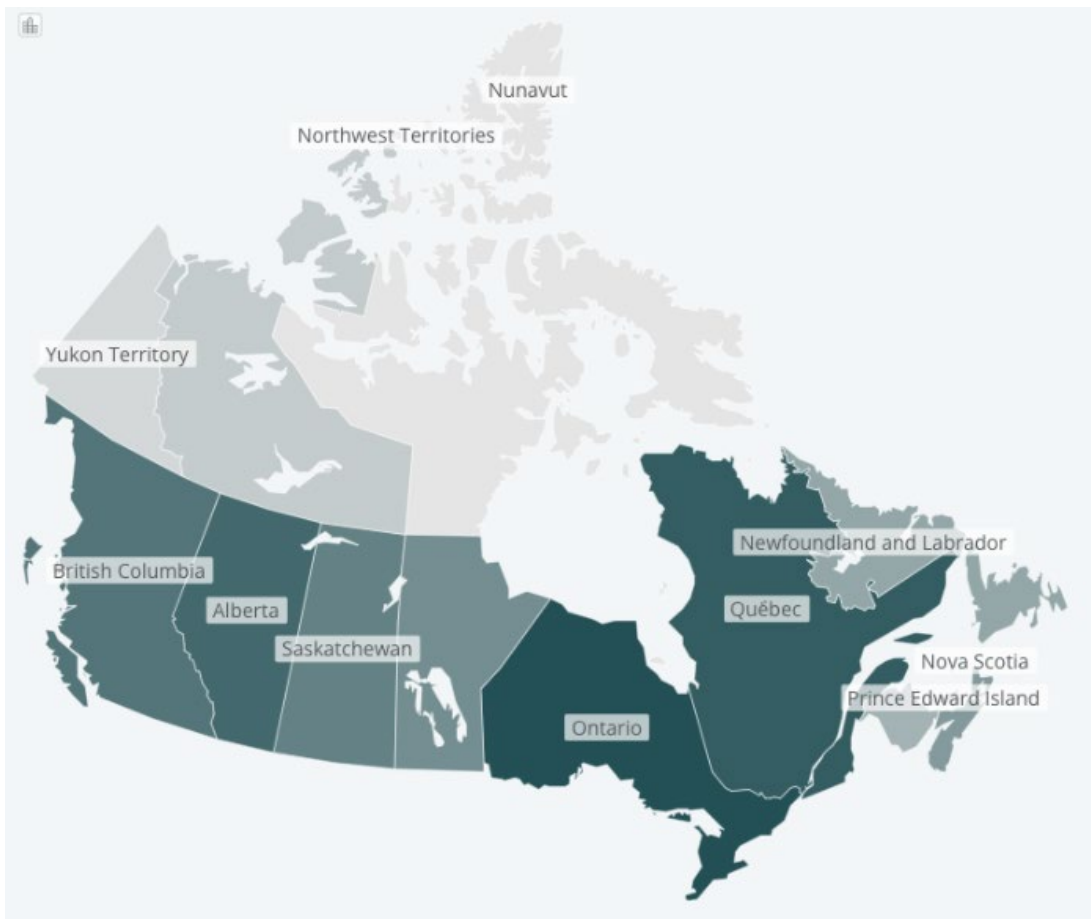 Nunavut
Northwest Territories
Yukon Territory
Newfoundland and Labrador
British Columbia
Alberta
Québec
Saskatchewan
Nova Scotia
Prince Edward Island
Ontario